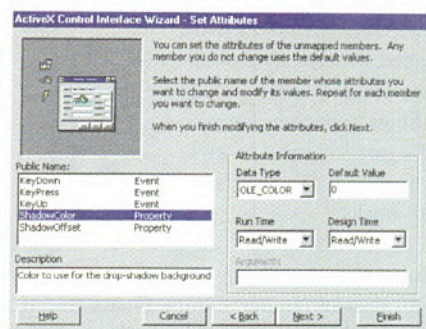 ActiveX Control Interface Wizard - Set Attributes
You can set the attributes of the unmapped members. Any
member you do not change uses the default values.
Select the public name of the member whose attributes you
want to change and modify its values. Repeat for each member
you want to change.
When you finish modifying the attributes, click Next.
Public Name:
KeyDown Event
KeyPress Event
KeyUp Event
ShadowColor Property
ShadowOffset Property
Attribute Information
Data Type Default Value
OLE_COLOR 0
Run Time Design Time
Read/Write Read/Write
Arguments
Description
Color to use for the drop-shadow background
Help Cancel < Back Next > Finish